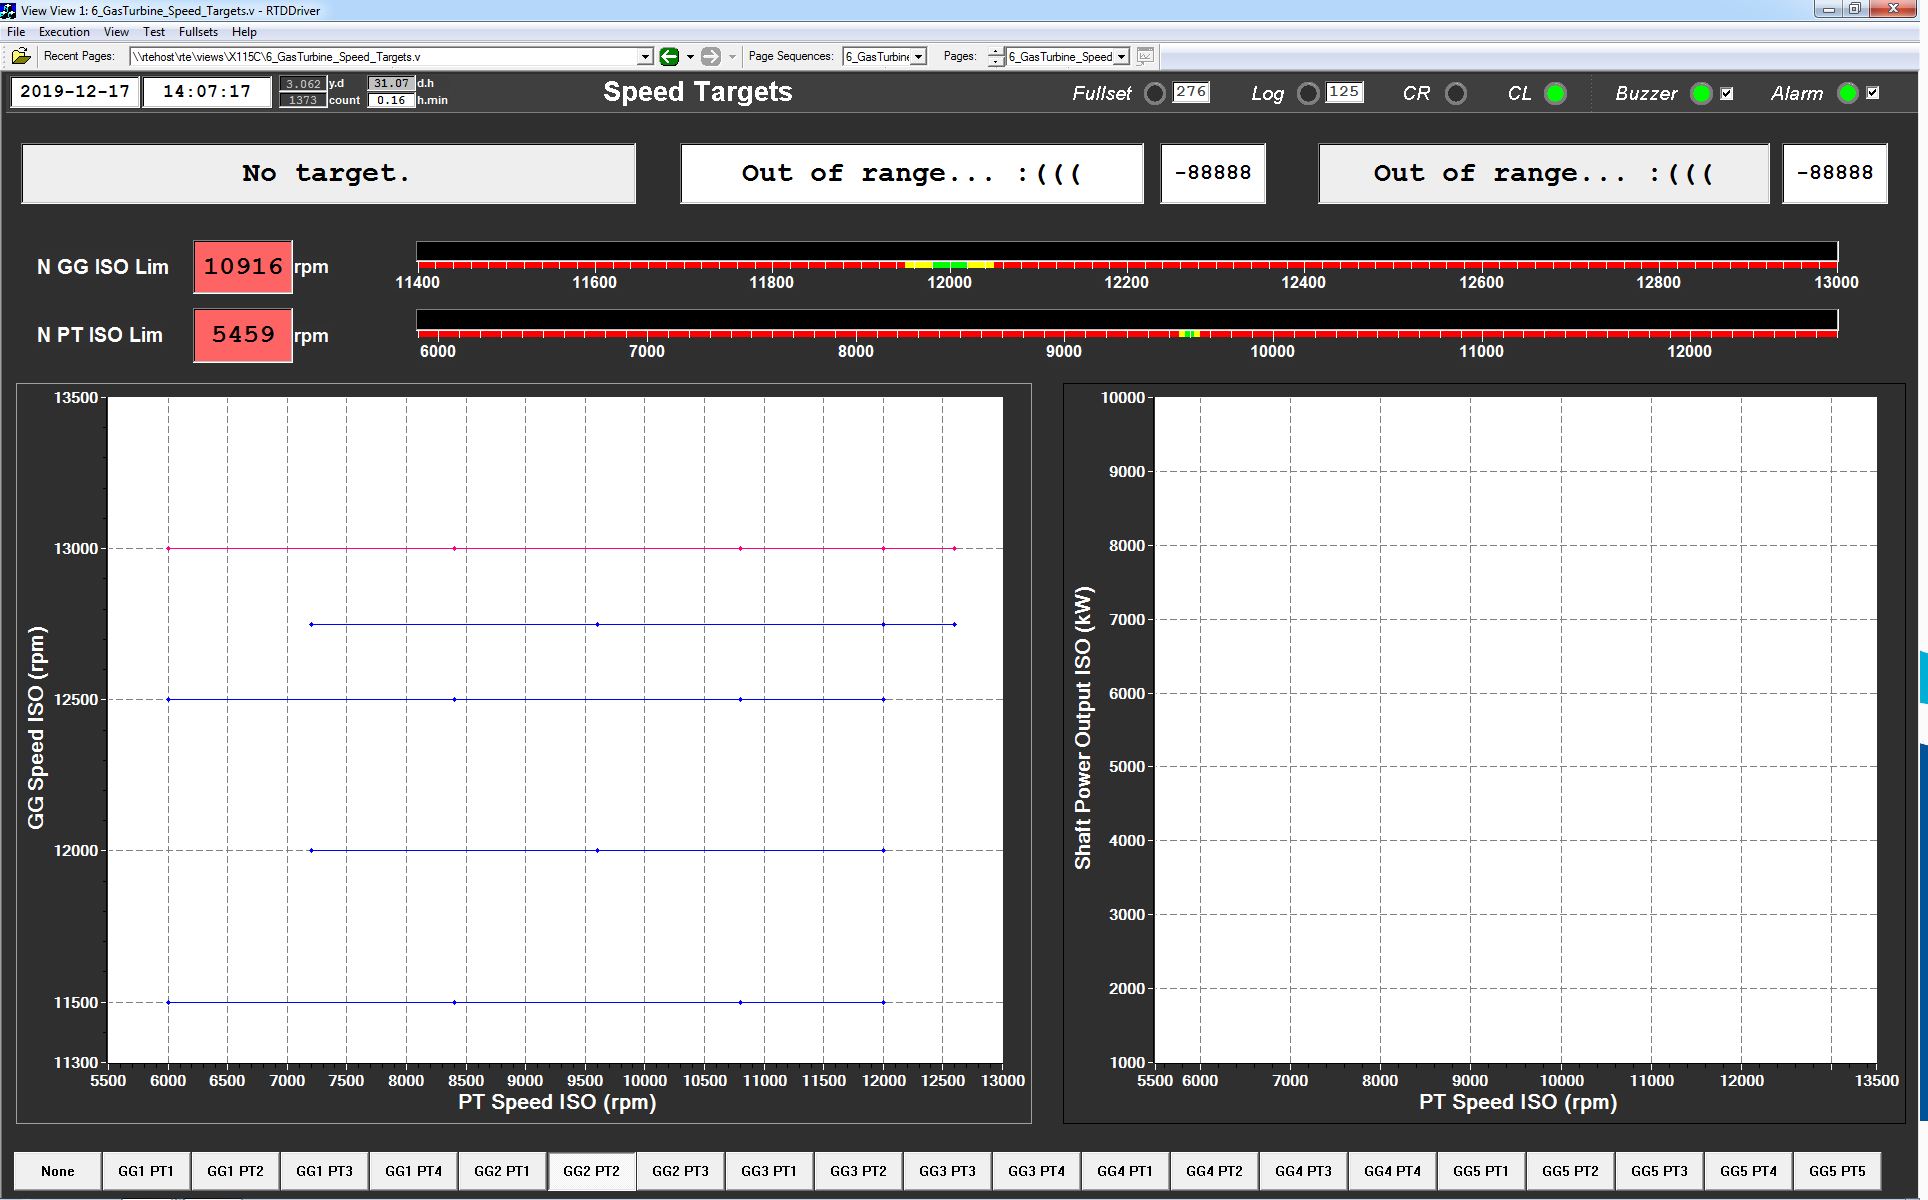 View View 1: 6_GasTurbine_Speed_Targets.v - RTDDriver
File Execution View Test Fullsets Help
Recent Pages: \\rtehost\rte\views\X115C\6_GasTurbine_Speed_Targets.v Page Sequences: 6_GasTurbine Pages: 6_GasTurbine_Speed
2019-12-17 14:07:17 3.062 y.d 31.07 d.h
1373 count 0.16 h.min
Speed Targets
Fullset 276 Log 125 CR CL Buzzer Alarm
No target. Out of range... :((( -88888 Out of range... :((( -88888
N GG ISO Lim 10916 rpm
11400 11600 11800 12000 12200 12400 12600 12800 13000
N PT ISO Lim 5459 rpm
6000 7000 8000 9000 10000 11000 12000
GG Speed ISO (rpm)
13500
13000
12500
12000
11500
11300
5500 6000 6500 7000 7500 8000 8500 9000 9500 10000 10500 11000 11500 12000 12500 13000
PT Speed ISO (rpm)
Shaft Power Output ISO (kW)
10000
9000
8000
7000
6000
5000
4000
3000
2000
1000
5500 6000 7000 8000 9000 10000 11000 12000 13500
PT Speed ISO (rpm)
None GG1 PT1 GG1 PT2 GG1 PT3 GG1 PT4 GG2 PT1 GG2 PT2 GG2 PT3 GG3 PT1 GG3 PT2 GG3 PT3 GG3 PT4 GG4 PT1 GG4 PT2 GG4 PT3 GG4 PT4 GG5 PT1 GG5 PT2 GG5 PT3 GG5 PT4 GG5 PT5